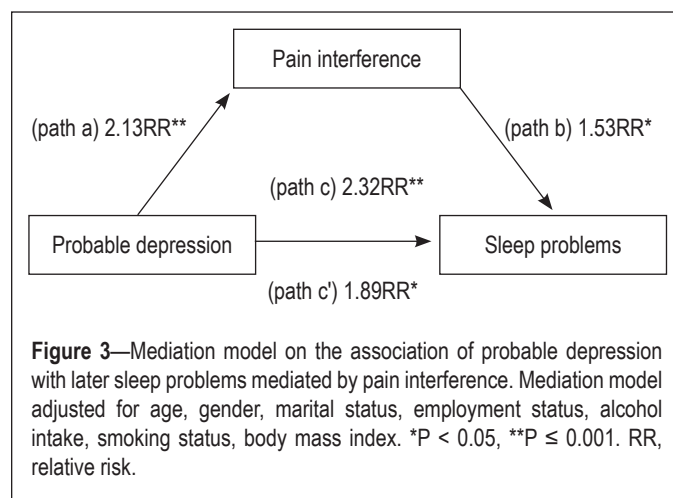 Pain interference
(path a) 2.13RR**
(path b) 1.53RR*
(path c) 2.32RR**
Probable depression
Sleep problems
(path c') 1.89RR*
Figure 3—Mediation model on the association of probable depression
with later sleep problems mediated by pain interference. Mediation model
adjusted for age, gender, marital status, employment status, alcohol
intake, smoking status, body mass index. *P < 0.05, **P ≤ 0.001. RR,
relative risk.